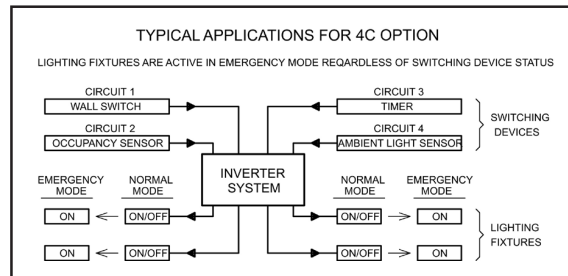 TYPICAL APPLICATIONS FOR 4C OPTION
LIGHTING FIXTURES ARE ACTIVE IN EMERGENCY MODE REQARDLESS OF SWITCHING DEVICE STATUS
CIRCUIT 1
WALL SWITCH
CIRCUIT 3
TIMER
CIRCUIT 2
OCCUPANCY SENSOR
CIRCUIT 4
AMBIENT LIGHT SENSOR
SWITCHING
DEVICES
INVERTER
SYSTEM
EMERGENCY
MODE
NORMAL
MODE
NORMAL
MODE
EMERGENCY
MODE
ON
ON/OFF
ON/OFF
ON
ON
ON/OFF
ON/OFF
ON
LIGHTING
FIXTURES